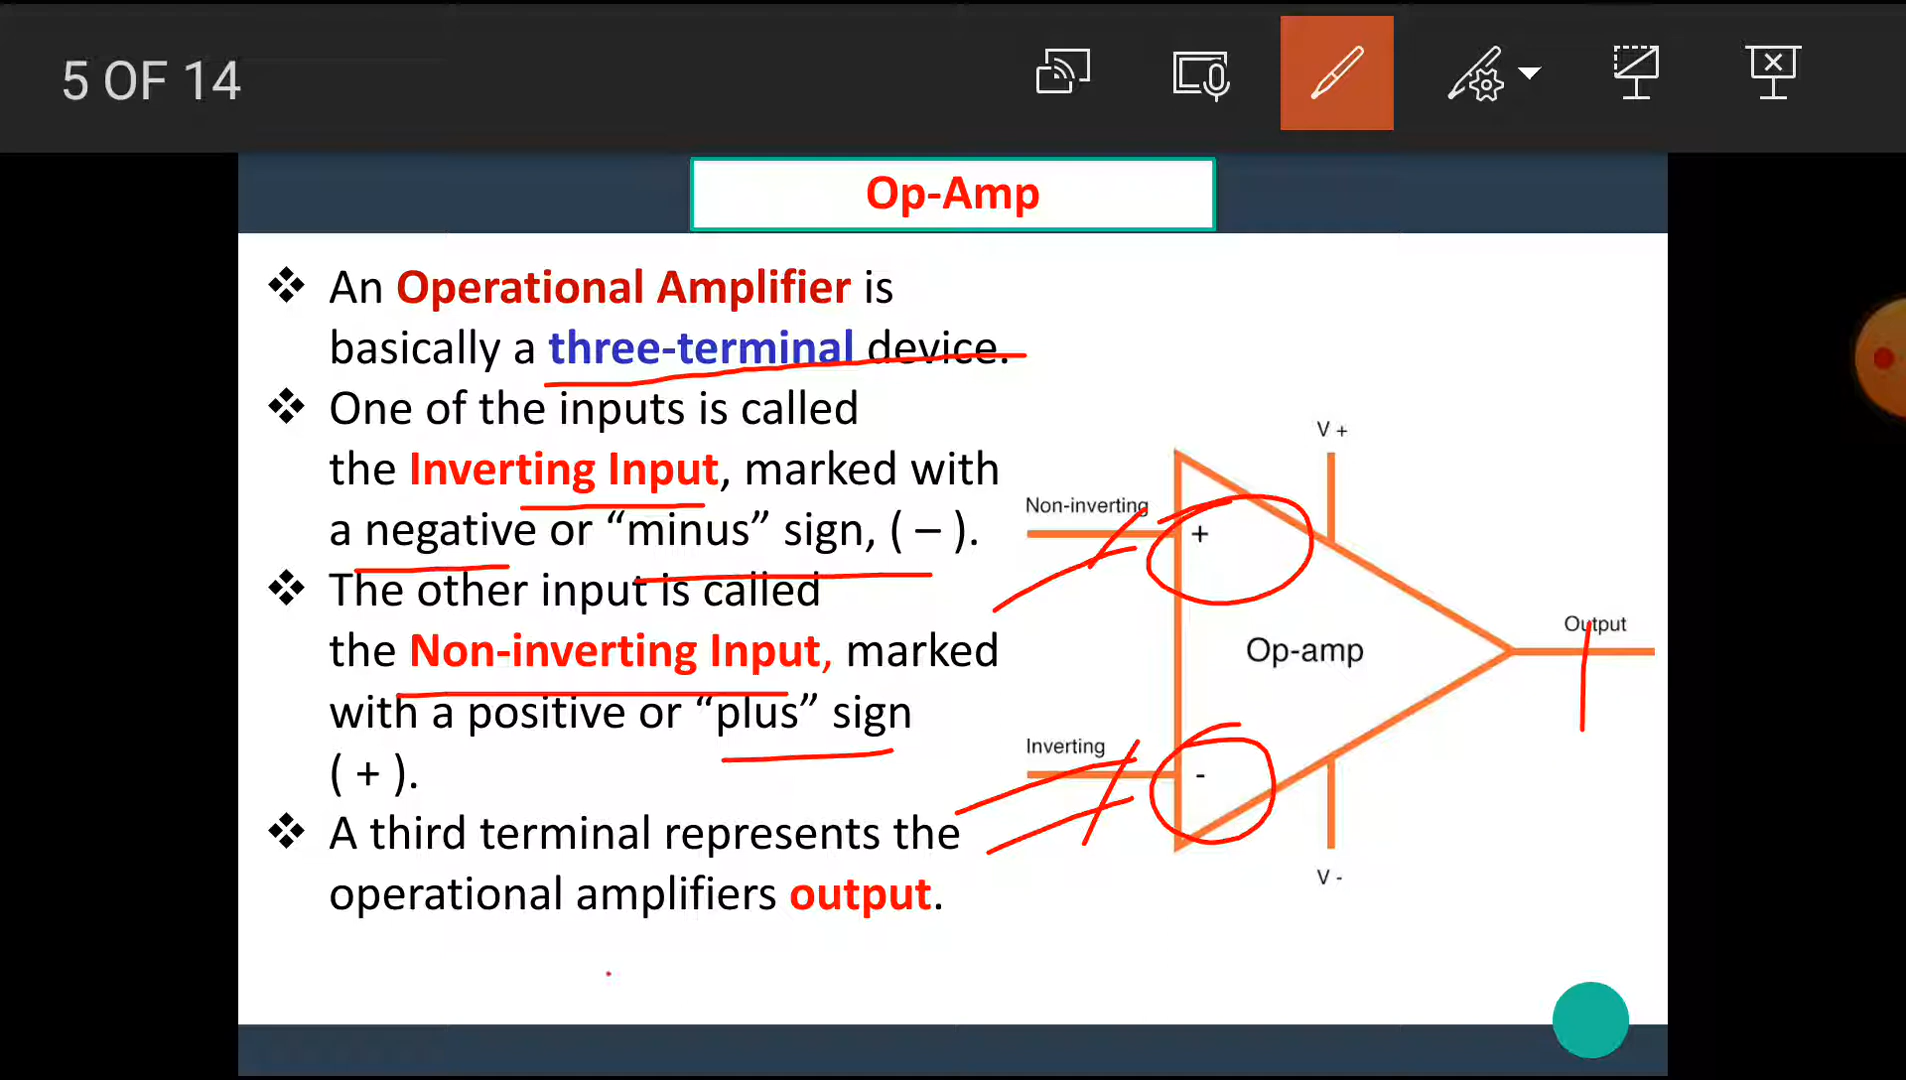 5 OF 14
Op-Amp
❖ An Operational Amplifier is
basically a three-terminal device.
❖ One of the inputs is called
the Inverting Input, marked with
a negative or “minus” sign, ( – ).
❖ The other input is called
the Non-inverting Input, marked
with a positive or “plus” sign
( + ).
❖ A third terminal represents the
operational amplifiers output.
V +
Non-inverting
+
Output
Op-amp
Inverting
-
V -